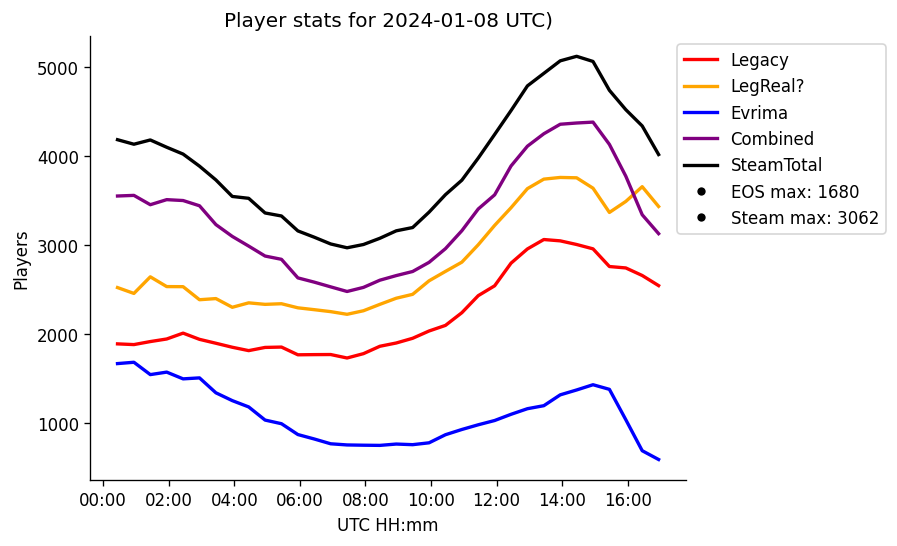 Player stats for 2024-01-08 UTC)
Players
5000
4000
3000
2000
1000
00:00 02:00 04:00 06:00 08:00 10:00 12:00 14:00 16:00
UTC HH:mm
Legacy
LegReal?
Evrima
Combined
SteamTotal
EOS max: 1680
Steam max: 3062